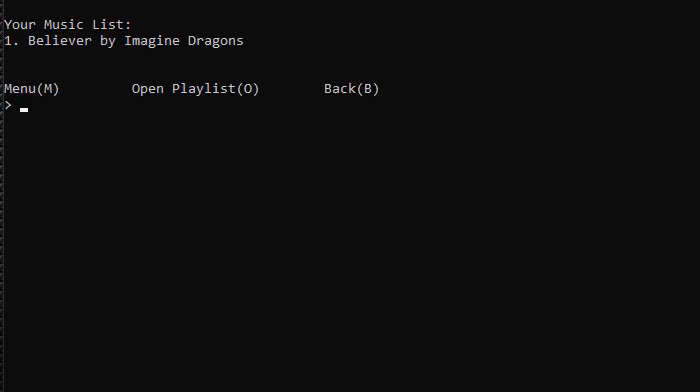 Your Music List:
1. Believer by Imagine Dragons
Menu(M) Open Playlist(O) Back(B)
> _